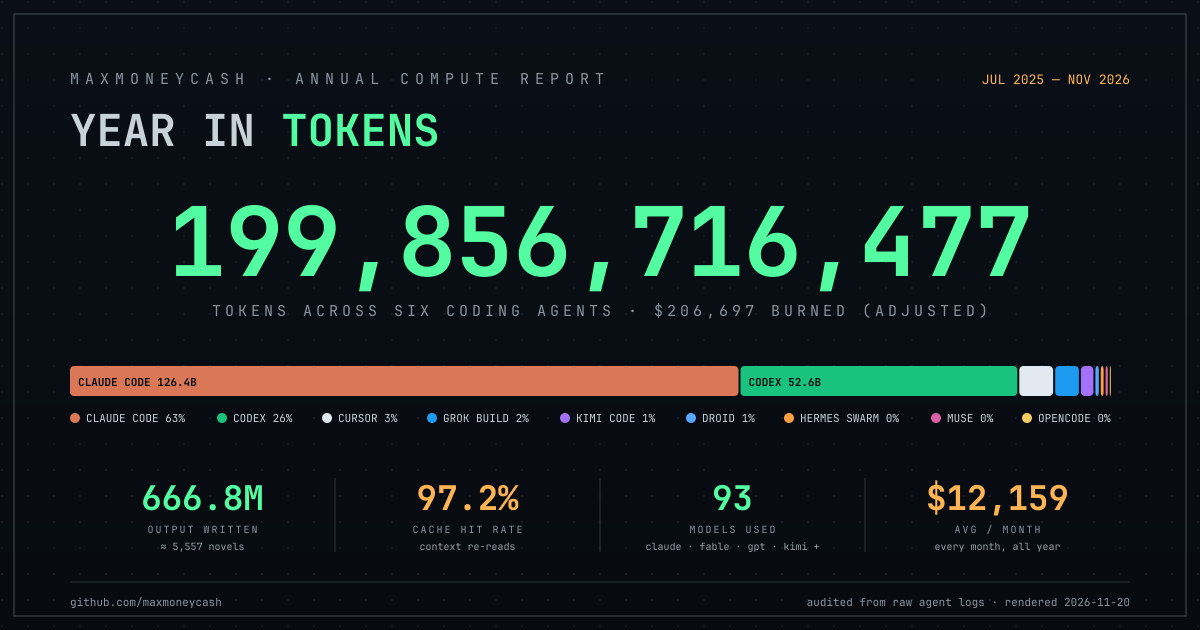 MAXMONEYCASH · ANNUAL COMPUTE REPORT
JUL 2025 — NOV 2026
YEAR IN TOKENS
199,856,716,477
TOKENS ACROSS SIX CODING AGENTS · $206,697 BURNED (ADJUSTED)
CLAUDE CODE 126.4B
CODEX 52.6B
CLAUDE CODE 63%
CODEX 26%
CURSOR 3%
GROK BUILD 2%
KIMI CODE 1%
DROID 1%
HERMES SWARM 0%
MUSE 0%
OPENCODE 0%
666.8M
OUTPUT WRITTEN
≈ 5,557 novels
97.2%
CACHE HIT RATE
context re-reads
93
MODELS USED
claude · fable · gpt · kimi +
$12,159
AVG / MONTH
every month, all year
github.com/maxmoneycash
audited from raw agent logs · rendered 2026-11-20